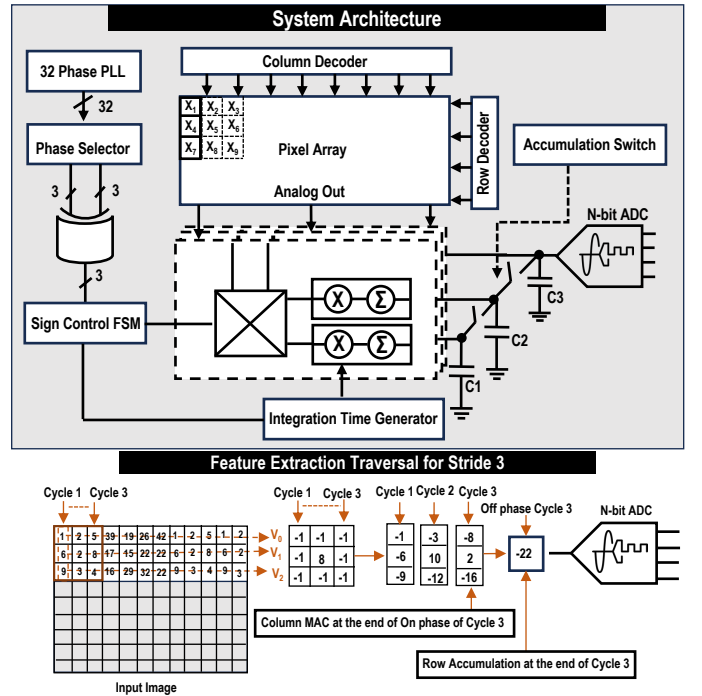 System Architecture
32 Phase PLL
Column Decoder
32
X1 X2 X3
X4 X5 X6
X7 X8 X9
Phase Selector
Pixel Array
Row Decoder
Accumulation Switch
Analog Out
3 3
N-bit ADC
3
C3
X Σ
Sign Control FSM
X Σ
C2
C1
Integration Time Generator
Feature Extraction Traversal for Stride 3
Cycle 1 Cycle 3
Cycle 1 Cycle 3
Cycle 1 Cycle 2 Cycle 3
Off phase Cycle 3
N-bit ADC
1 2 5 39 19 26 42 1 2 5 1 2 V0
6 2 8 17 15 22 22 6 2 8 6 2 V1
9 3 4 16 29 32 22 9 3 4 9 3 V2
-1 -1 -1
-1 8 -1
-1 -1 -1
-1 -3 -8
-6 10 2
-9 -12 -16
-22
Column MAC at the end of On phase of Cycle 3
Row Accumulation at the end of Cycle 3
Input Image